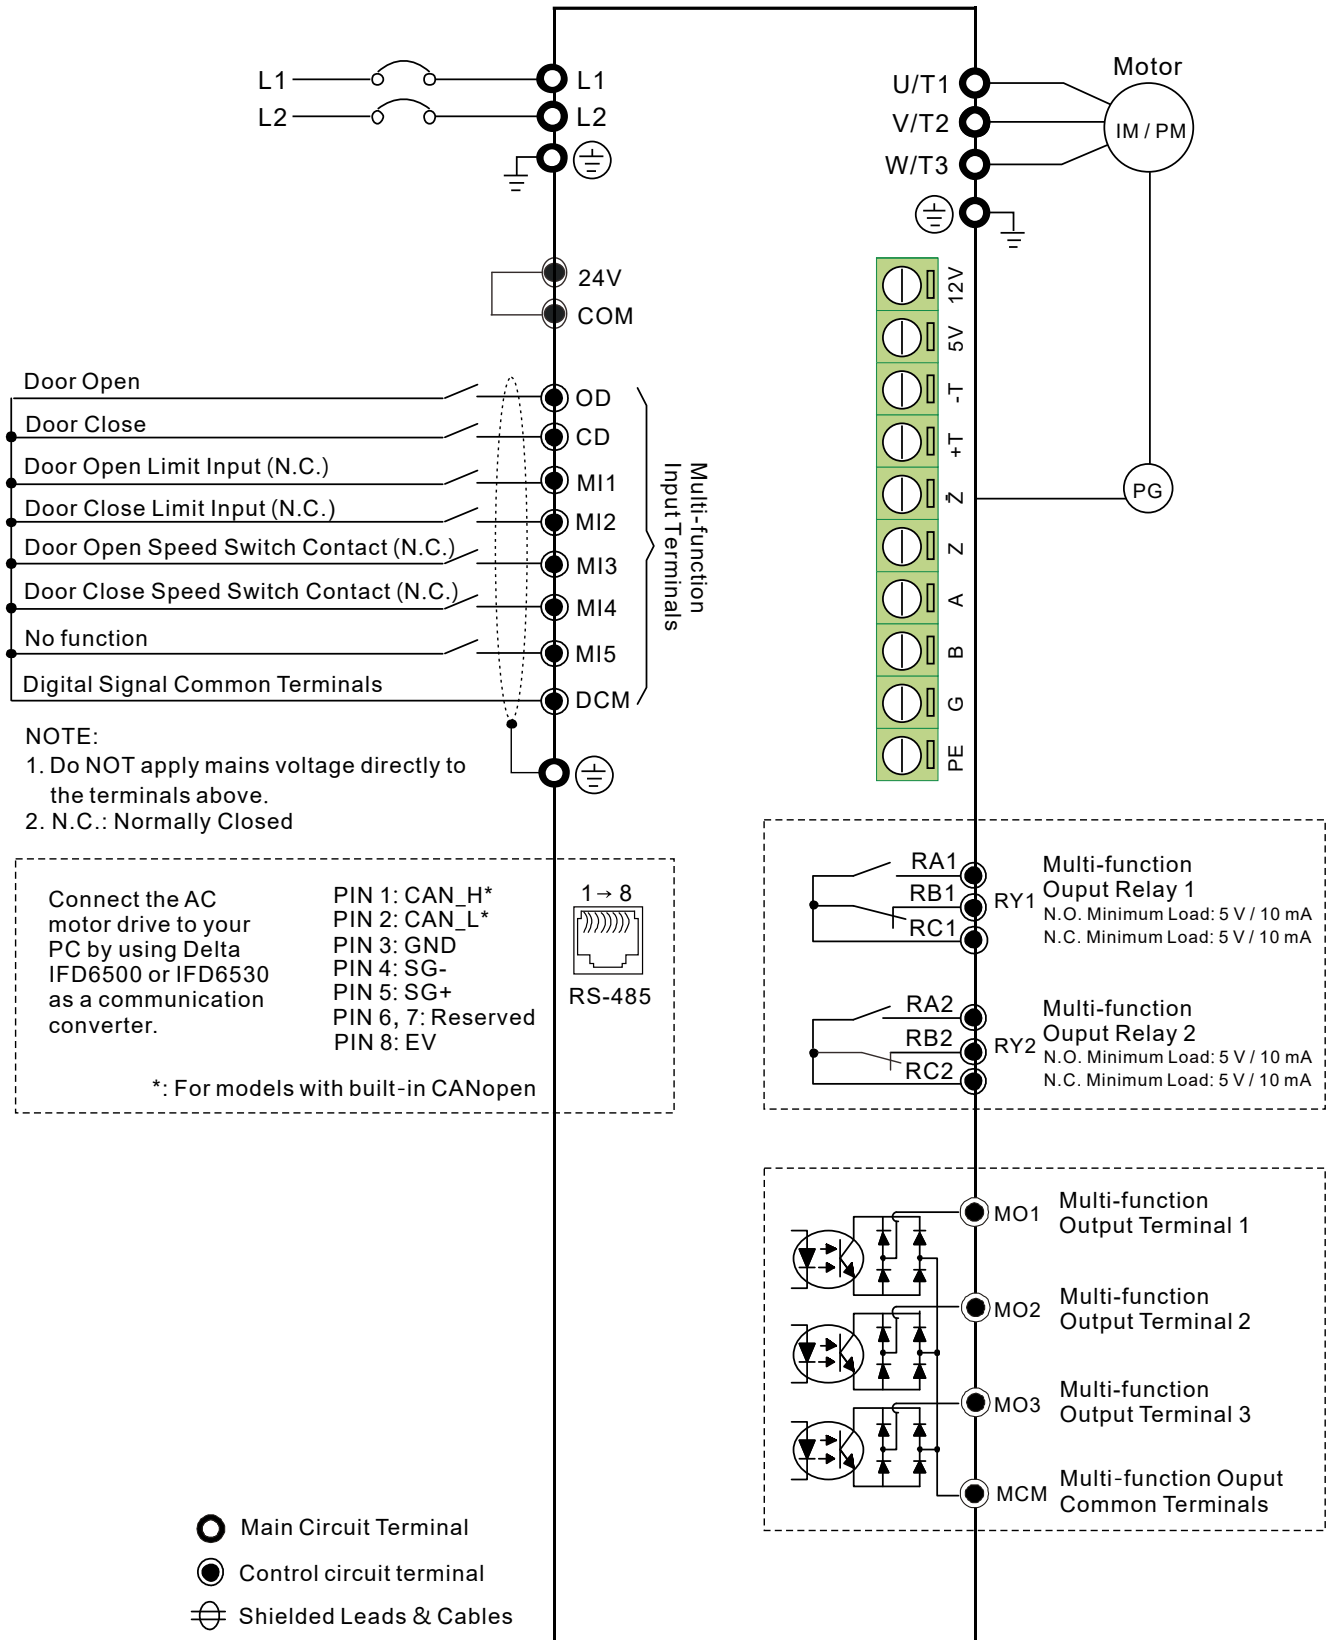 L1
L1
L2
L2
U/T1
V/T2
W/T3
Motor
IM / PM
24V
COM
Door Open
OD
Door Close
CD
Door Open Limit Input (N.C.)
MI1
Door Close Limit Input (N.C.)
MI2
Door Open Speed Switch Contact (N.C.)
MI3
Door Close Speed Switch Contact (N.C.)
MI4
No function
MI5
Digital Signal Common Terminals
DCM
Multi-function
Input Terminals
12V
5V
-T
+T
Z̄
Z
A
B
G
PE
PG
NOTE:
1. Do NOT apply mains voltage directly to
the terminals above.
2. N.C.: Normally Closed
Connect the AC
motor drive to your
PC by using Delta
IFD6500 or IFD6530
as a communication
converter.
PIN 1: CAN_H*
PIN 2: CAN_L*
PIN 3: GND
PIN 4: SG-
PIN 5: SG+
PIN 6, 7: Reserved
PIN 8: EV
*: For models with built-in CANopen
1→ 8
RS-485
RA1
RB1
RC1
RY1
Multi-function
Ouput Relay 1
N.O. Minimum Load: 5 V / 10 mA
N.C. Minimum Load: 5 V / 10 mA
RA2
RB2
RC2
RY2
Multi-function
Ouput Relay 2
N.O. Minimum Load: 5 V / 10 mA
N.C. Minimum Load: 5 V / 10 mA
MO1
Multi-function
Output Terminal 1
MO2
Multi-function
Output Terminal 2
MO3
Multi-function
Output Terminal 3
MCM
Multi-function Ouput
Common Terminals
Main Circuit Terminal
Control circuit terminal
Shielded Leads & Cables